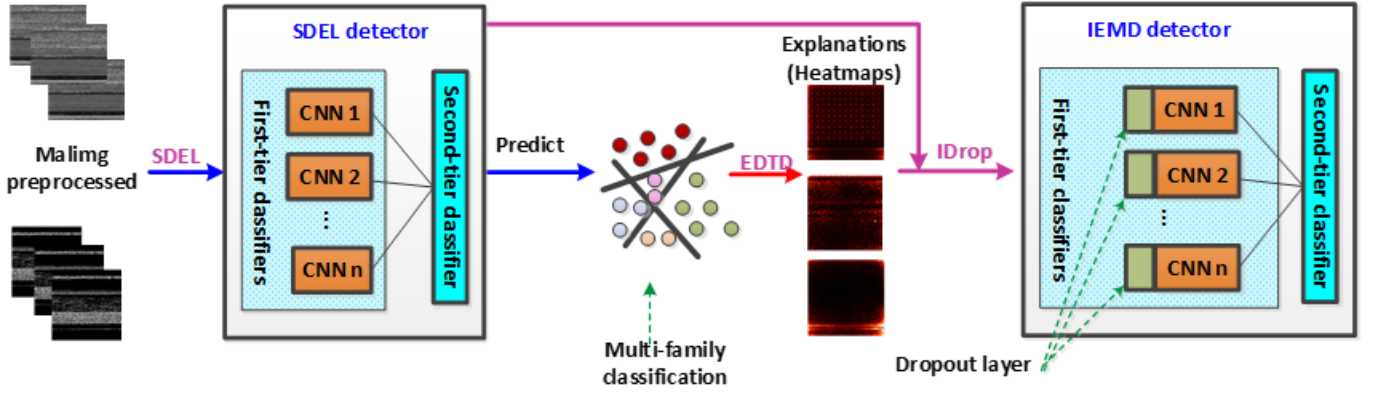 Malimg
preprocessed
SDEL
SDEL detector
First-tier classifiers
CNN 1
CNN 2
...
CNN n
Second-tier classifier
Predict
Multi-family
classification
EDTD
Explanations
(Heatmaps)
IDrop
IEMD detector
First-tier classifiers
CNN 1
CNN 2
...
CNN n
Second-tier classifier
Dropout layer